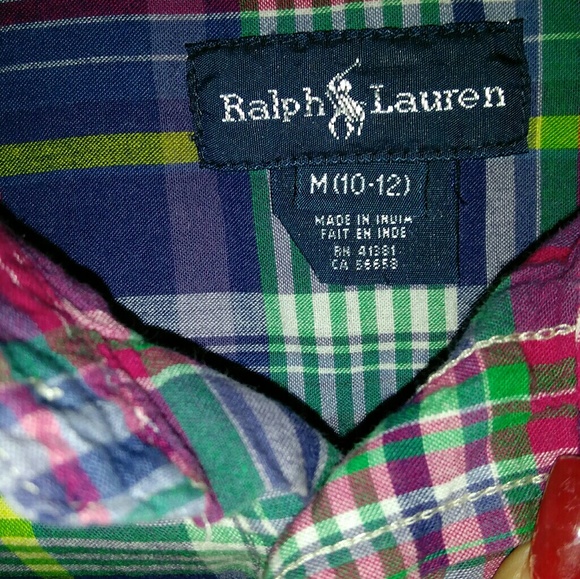 Ralph Lauren
M (10-12)
MADE IN INDIA
FAIT EN INDE
RN 41381
CA 56658